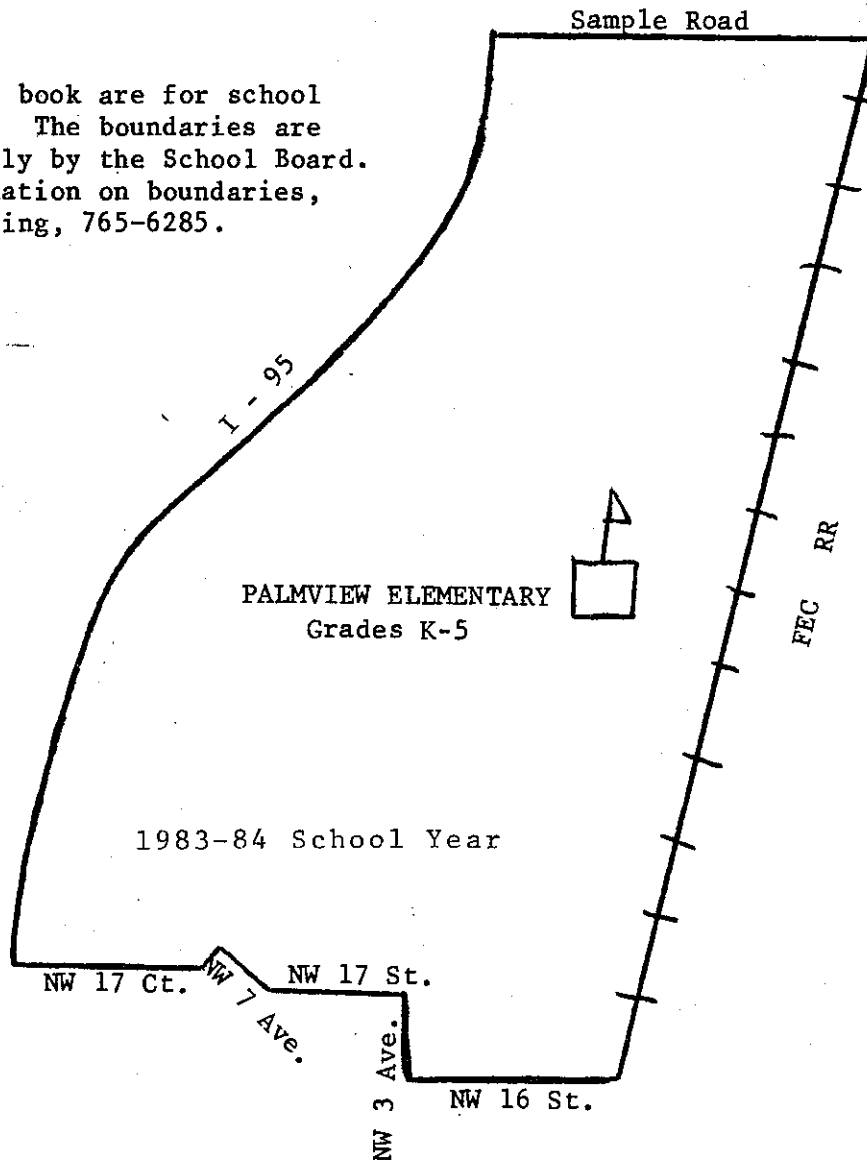 Sample Road
book are for school
The boundaries are
ly by the School Board.
ation on boundaries,
ing, 765-6285.
I - 95
FEC RR
PALMVIEW ELEMENTARY
Grades K-5
1983-84 School Year
NW 17 Ct.
NW 7 Ave.
NW 17 St.
NW 3 Ave.
NW 16 St.